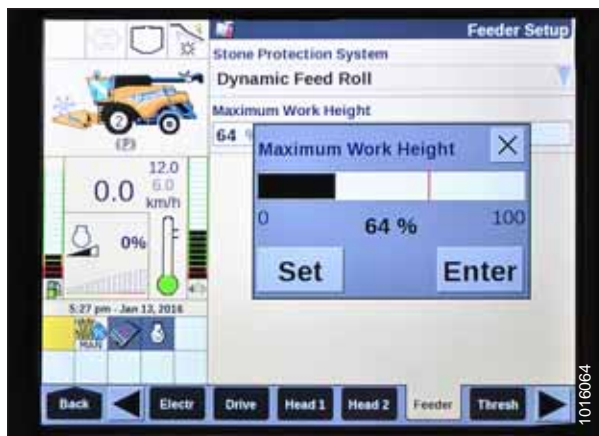 Feeder Setup
Stone Protection System
Dynamic Feed Roll
Maximum Work Height
64 %
Maximum Work Height
0
64 %
100
Set
Enter
2
(P)
12.0
0.0
6.0
km/h
0%
5:27 pm - Jan 13, 2016
MAN
Back
Electr
Drive
Head 1
Head 2
Feeder
Thresh
1016064